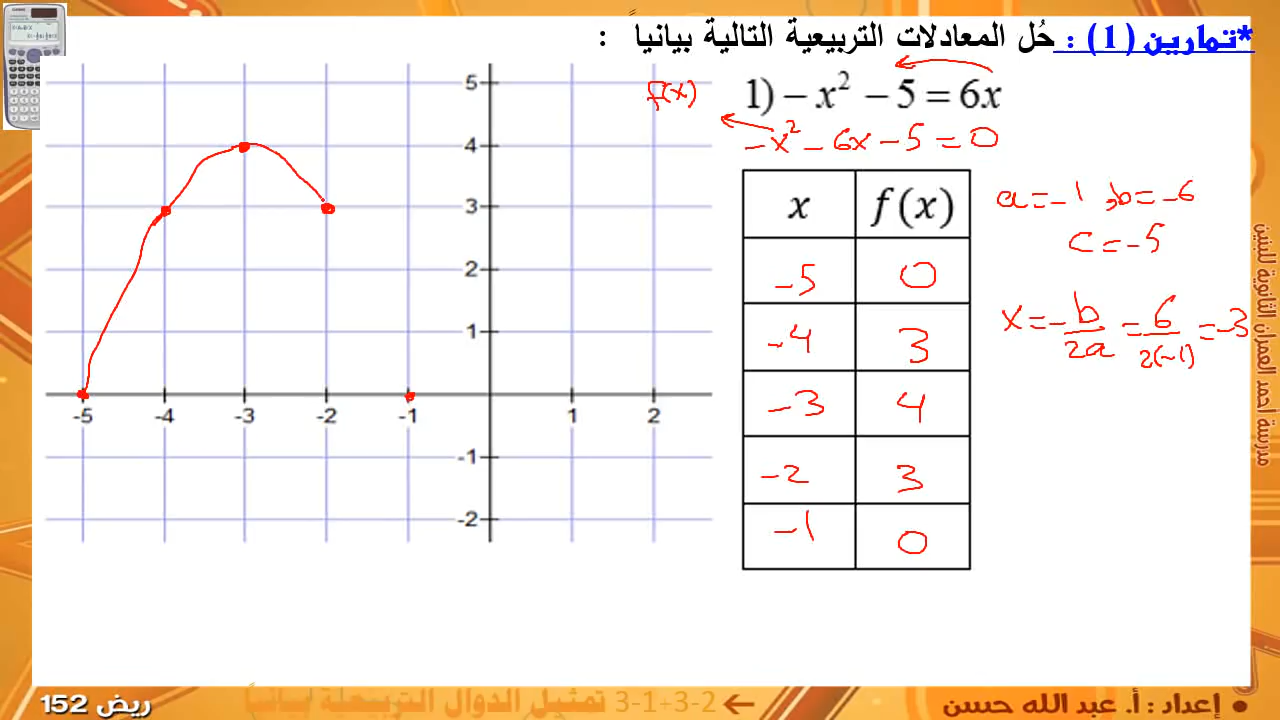 *تمارين (1) : حُل المعادلات التربيعية التالية بيانياً :
1) − x² − 5 = 6x
f(x)
−x² − 6x − 5 = 0
x f(x)
−5 0
−4 3
−3 4
−2 3
−1 0
a = −1 , b = −6
c = −5
x = −b/2a = 6/2(−1) = −3
5
4
3
2
1
-5 -4 -3 -2 -1 1 2
-1
-2
مدرسة أحمد العمران الثانوية للبنين
إعداد : أ. عبد الله حسن
3-1+3-2 تمثيل الدوال التربيعية بيانياً
ريض 152